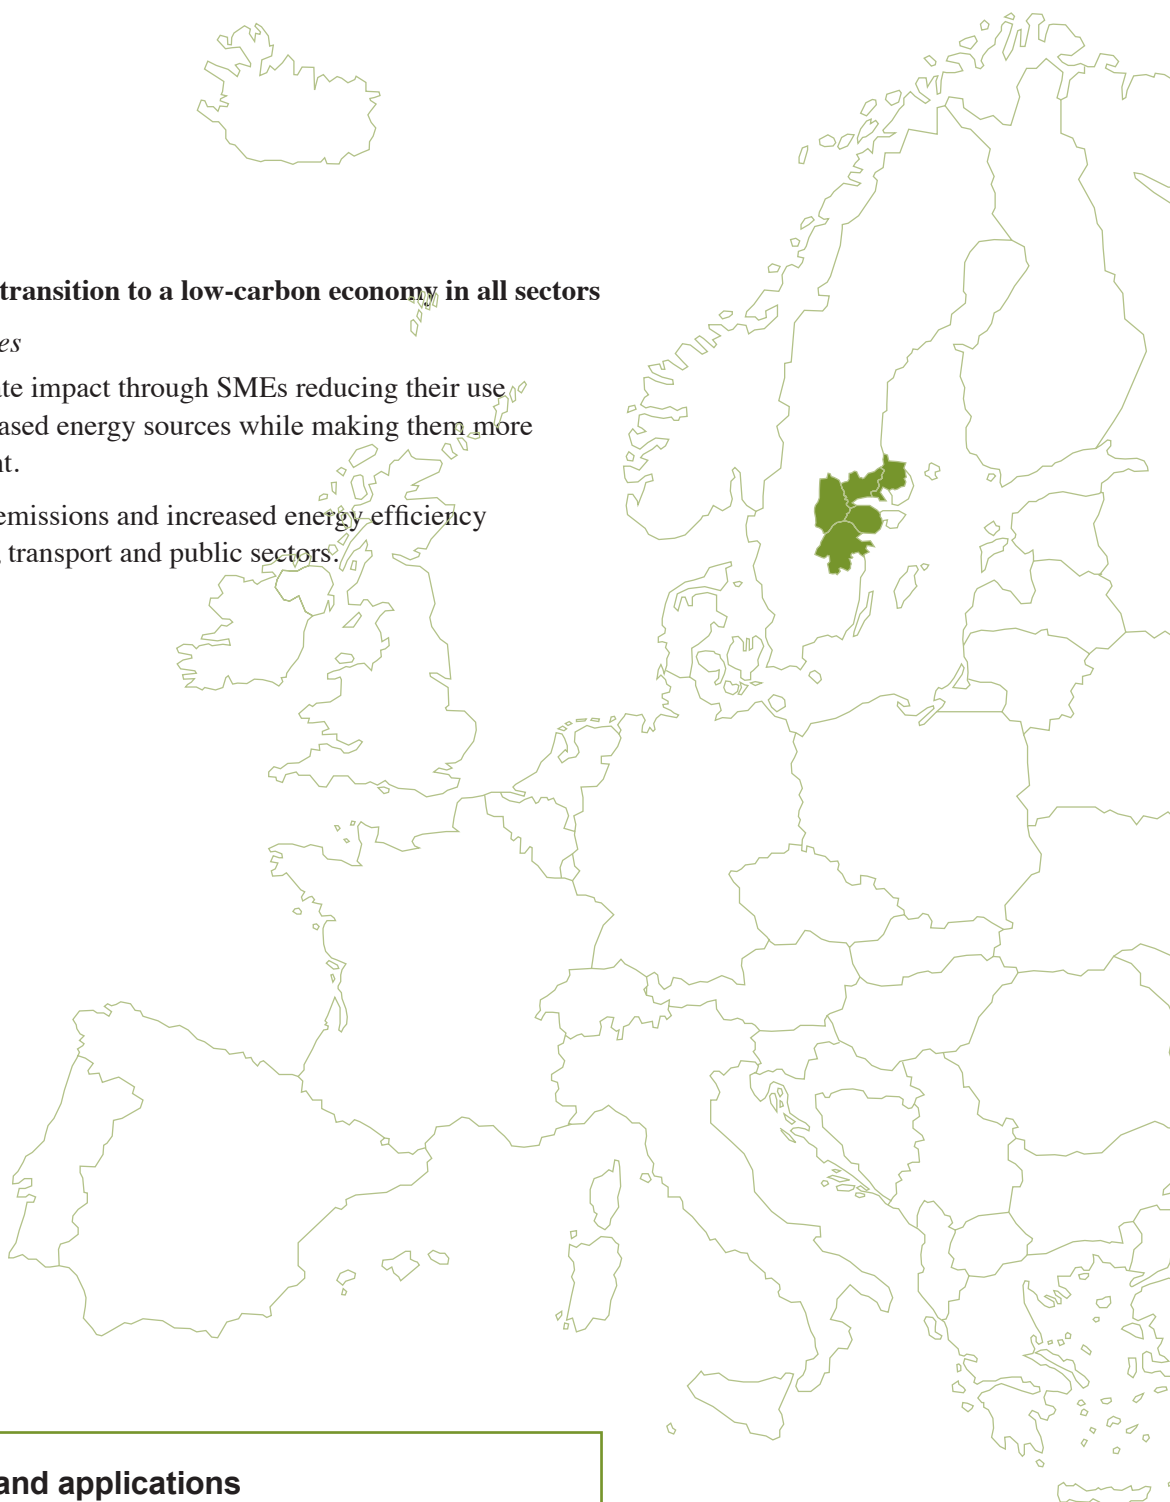 transition to a low-carbon economy in all sectors
es
ate impact through SMEs reducing their use
ased energy sources while making them more
nt.
emissions and increased energy efficiency
, transport and public sectors.
and applications